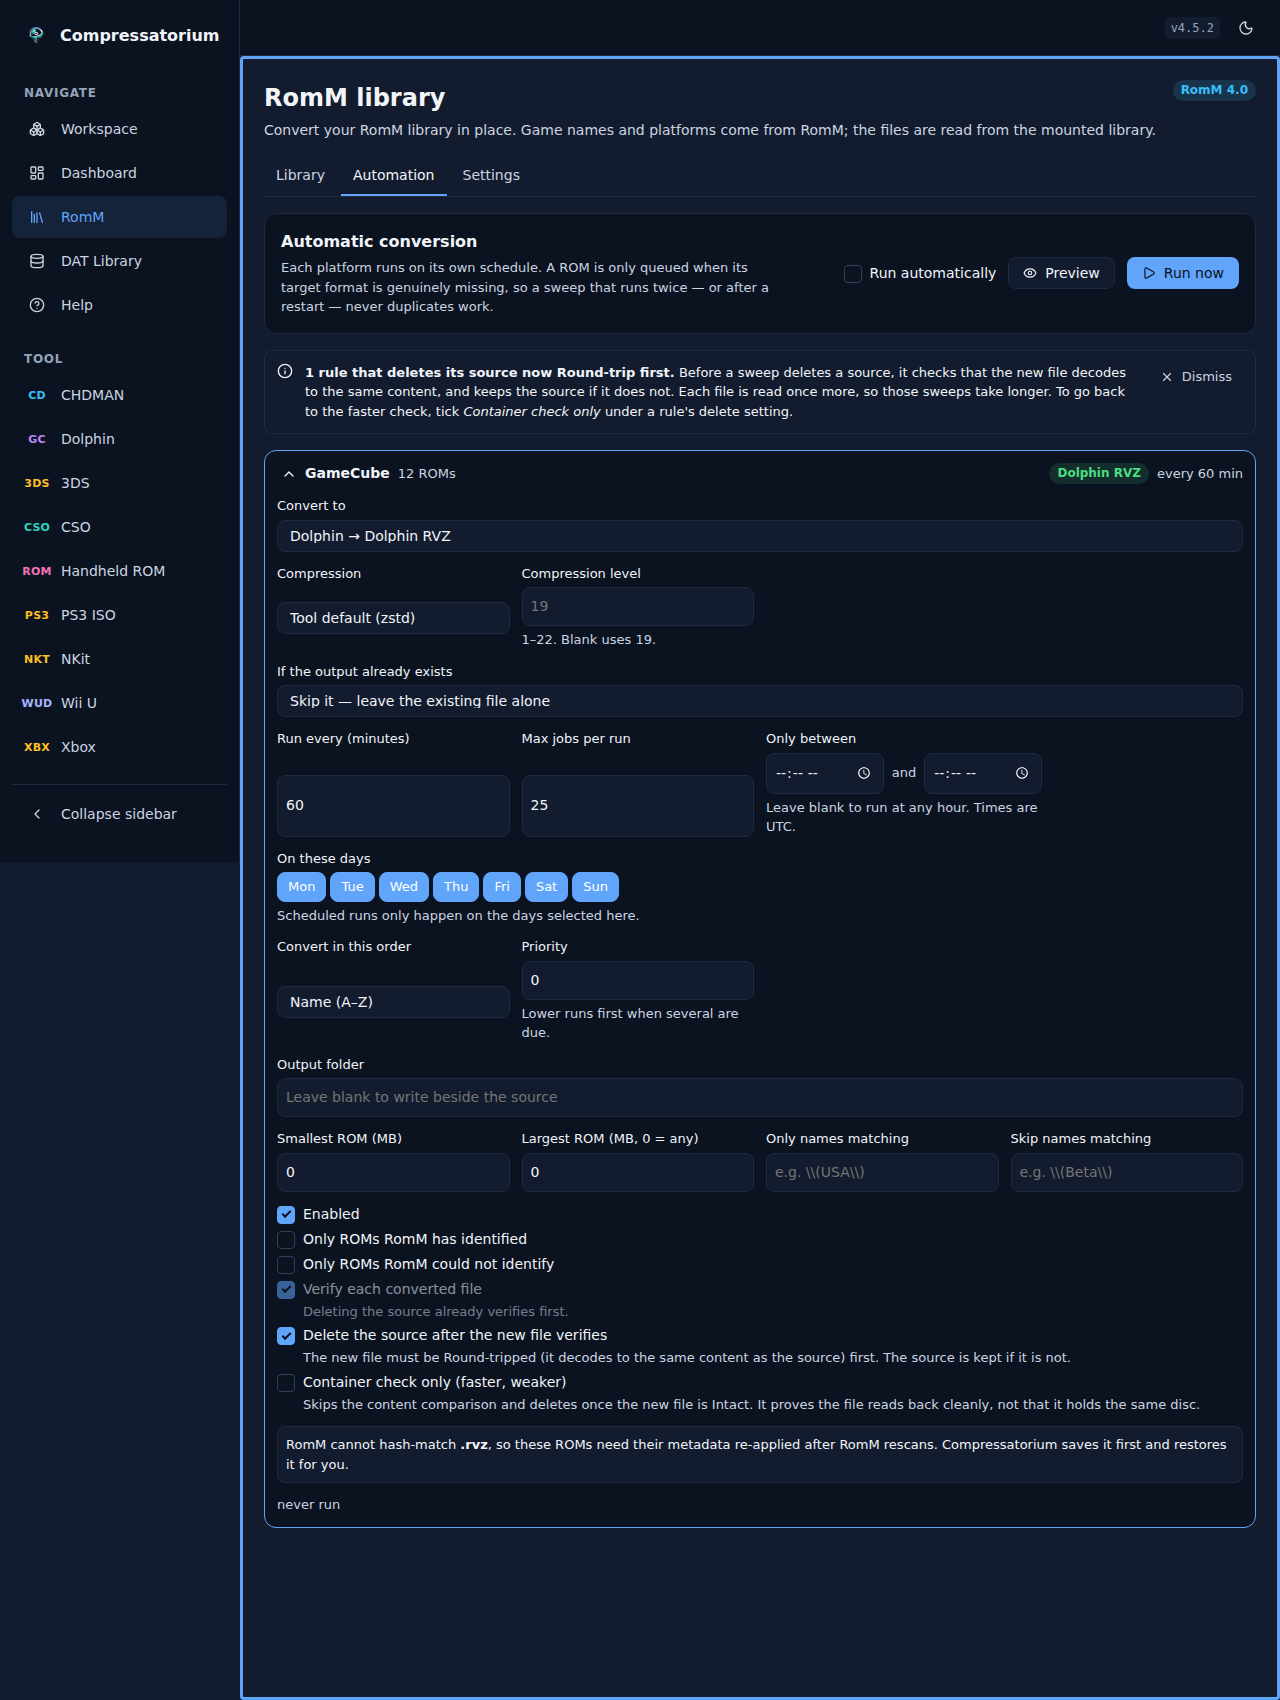 Compressatorium
v4.5.2
NAVIGATE
Workspace
Dashboard
RomM
DAT Library
Help
TOOL
CD CHDMAN
GC Dolphin
3DS 3DS
CSO CSO
ROM Handheld ROM
PS3 PS3 ISO
NKT NKit
WUD Wii U
XBX Xbox
Collapse sidebar
RomM library
RomM 4.0
Convert your RomM library in place. Game names and platforms come from RomM; the files are read from the mounted library.
Library Automation Settings
Automatic conversion
Each platform runs on its own schedule. A ROM is only queued when its
target format is genuinely missing, so a sweep that runs twice — or after a
restart — never duplicates work.
Run automatically Preview Run now
1 rule that deletes its source now Round-trip first. Before a sweep deletes a source, it checks that the new file decodes
to the same content, and keeps the source if it does not. Each file is read once more, so those sweeps take longer. To go back
to the faster check, tick Container check only under a rule's delete setting.
Dismiss
GameCube 12 ROMs Dolphin RVZ every 60 min
Convert to
Dolphin → Dolphin RVZ
Compression Compression level
Tool default (zstd) 19
1–22. Blank uses 19.
If the output already exists
Skip it — leave the existing file alone
Run every (minutes) Max jobs per run Only between
60 25 --:-- -- and --:-- --
Leave blank to run at any hour. Times are
UTC.
On these days
Mon Tue Wed Thu Fri Sat Sun
Scheduled runs only happen on the days selected here.
Convert in this order Priority
Name (A–Z) 0
Lower runs first when several are
due.
Output folder
Leave blank to write beside the source
Smallest ROM (MB) Largest ROM (MB, 0 = any) Only names matching Skip names matching
0 0 e.g. \\(USA\\) e.g. \\(Beta\\)
Enabled
Only ROMs RomM has identified
Only ROMs RomM could not identify
Verify each converted file
Deleting the source already verifies first.
Delete the source after the new file verifies
The new file must be Round-tripped (it decodes to the same content as the source) first. The source is kept if it is not.
Container check only (faster, weaker)
Skips the content comparison and deletes once the new file is Intact. It proves the file reads back cleanly, not that it holds the same disc.
RomM cannot hash-match .rvz, so these ROMs need their metadata re-applied after RomM rescans. Compressatorium saves it first and restores
it for you.
never run